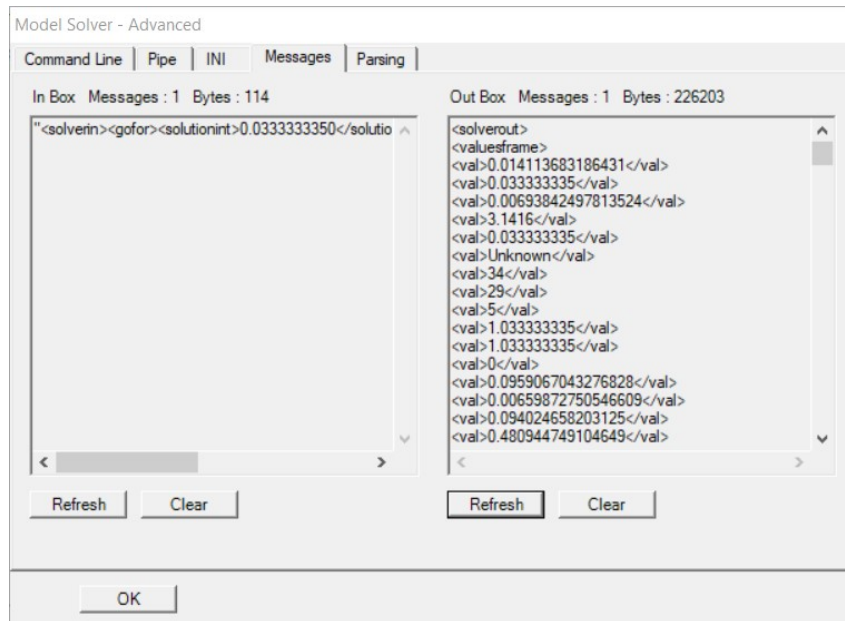 Model Solver - Advanced
Command Line Pipe INI Messages Parsing
In Box Messages : 1 Bytes : 114
"<solverin><gofor><solutionint>0.0333333350</solutio
Refresh Clear
Out Box Messages : 1 Bytes : 226203
<solverout>
<valuesframe>
<val>0.014113683186431</val>
<val>0.033333335</val>
<val>0.00693842497813524</val>
<val>3.1416</val>
<val>0.033333335</val>
<val>Unknown</val>
<val>34</val>
<val>29</val>
<val>5</val>
<val>1.033333335</val>
<val>1.033333335</val>
<val>0</val>
<val>0.0959067043276828</val>
<val>0.00659872750546609</val>
<val>0.094024658203125</val>
<val>0.480944749104649</val>
Refresh Clear
OK